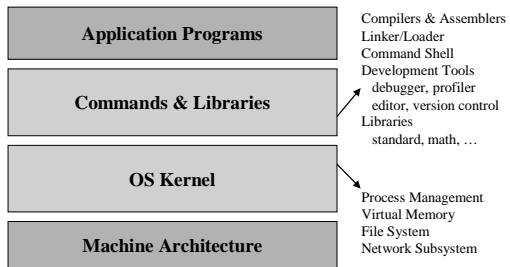 Application Programs
Commands & Libraries
OS Kernel
Machine Architecture
Compilers & Assemblers
Linker/Loader
Command Shell
Development Tools
debugger, profiler
editor, version control
Libraries
standard, math, …
Process Management
Virtual Memory
File System
Network Subsystem